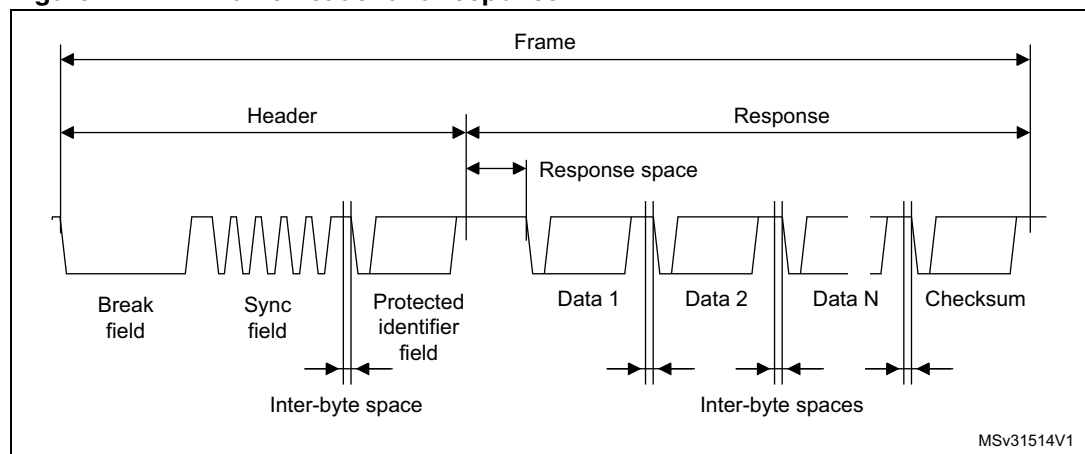 Frame
Header
Response
Response space
Break
field
Sync
field
Protected
identifier
field
Data 1
Data 2
Data N
Checksum
Inter-byte space
Inter-byte spaces
MSv31514V1